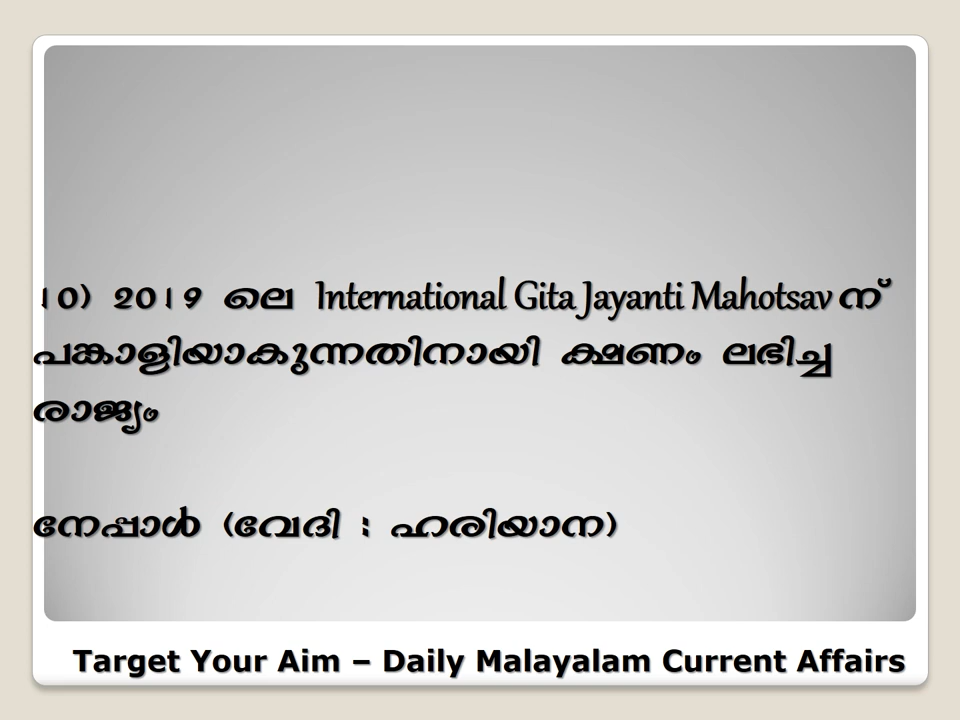 10) 2019 ലെ International Gita Jayanti Mahotsav ന്
പങ്കാളിയാകുന്നതിനായി ക്ഷണം ലഭിച്ച
രാജ്യം
നേപ്പാൾ (വേദി : ഹരിയാന)
Target Your Aim – Daily Malayalam Current Affairs